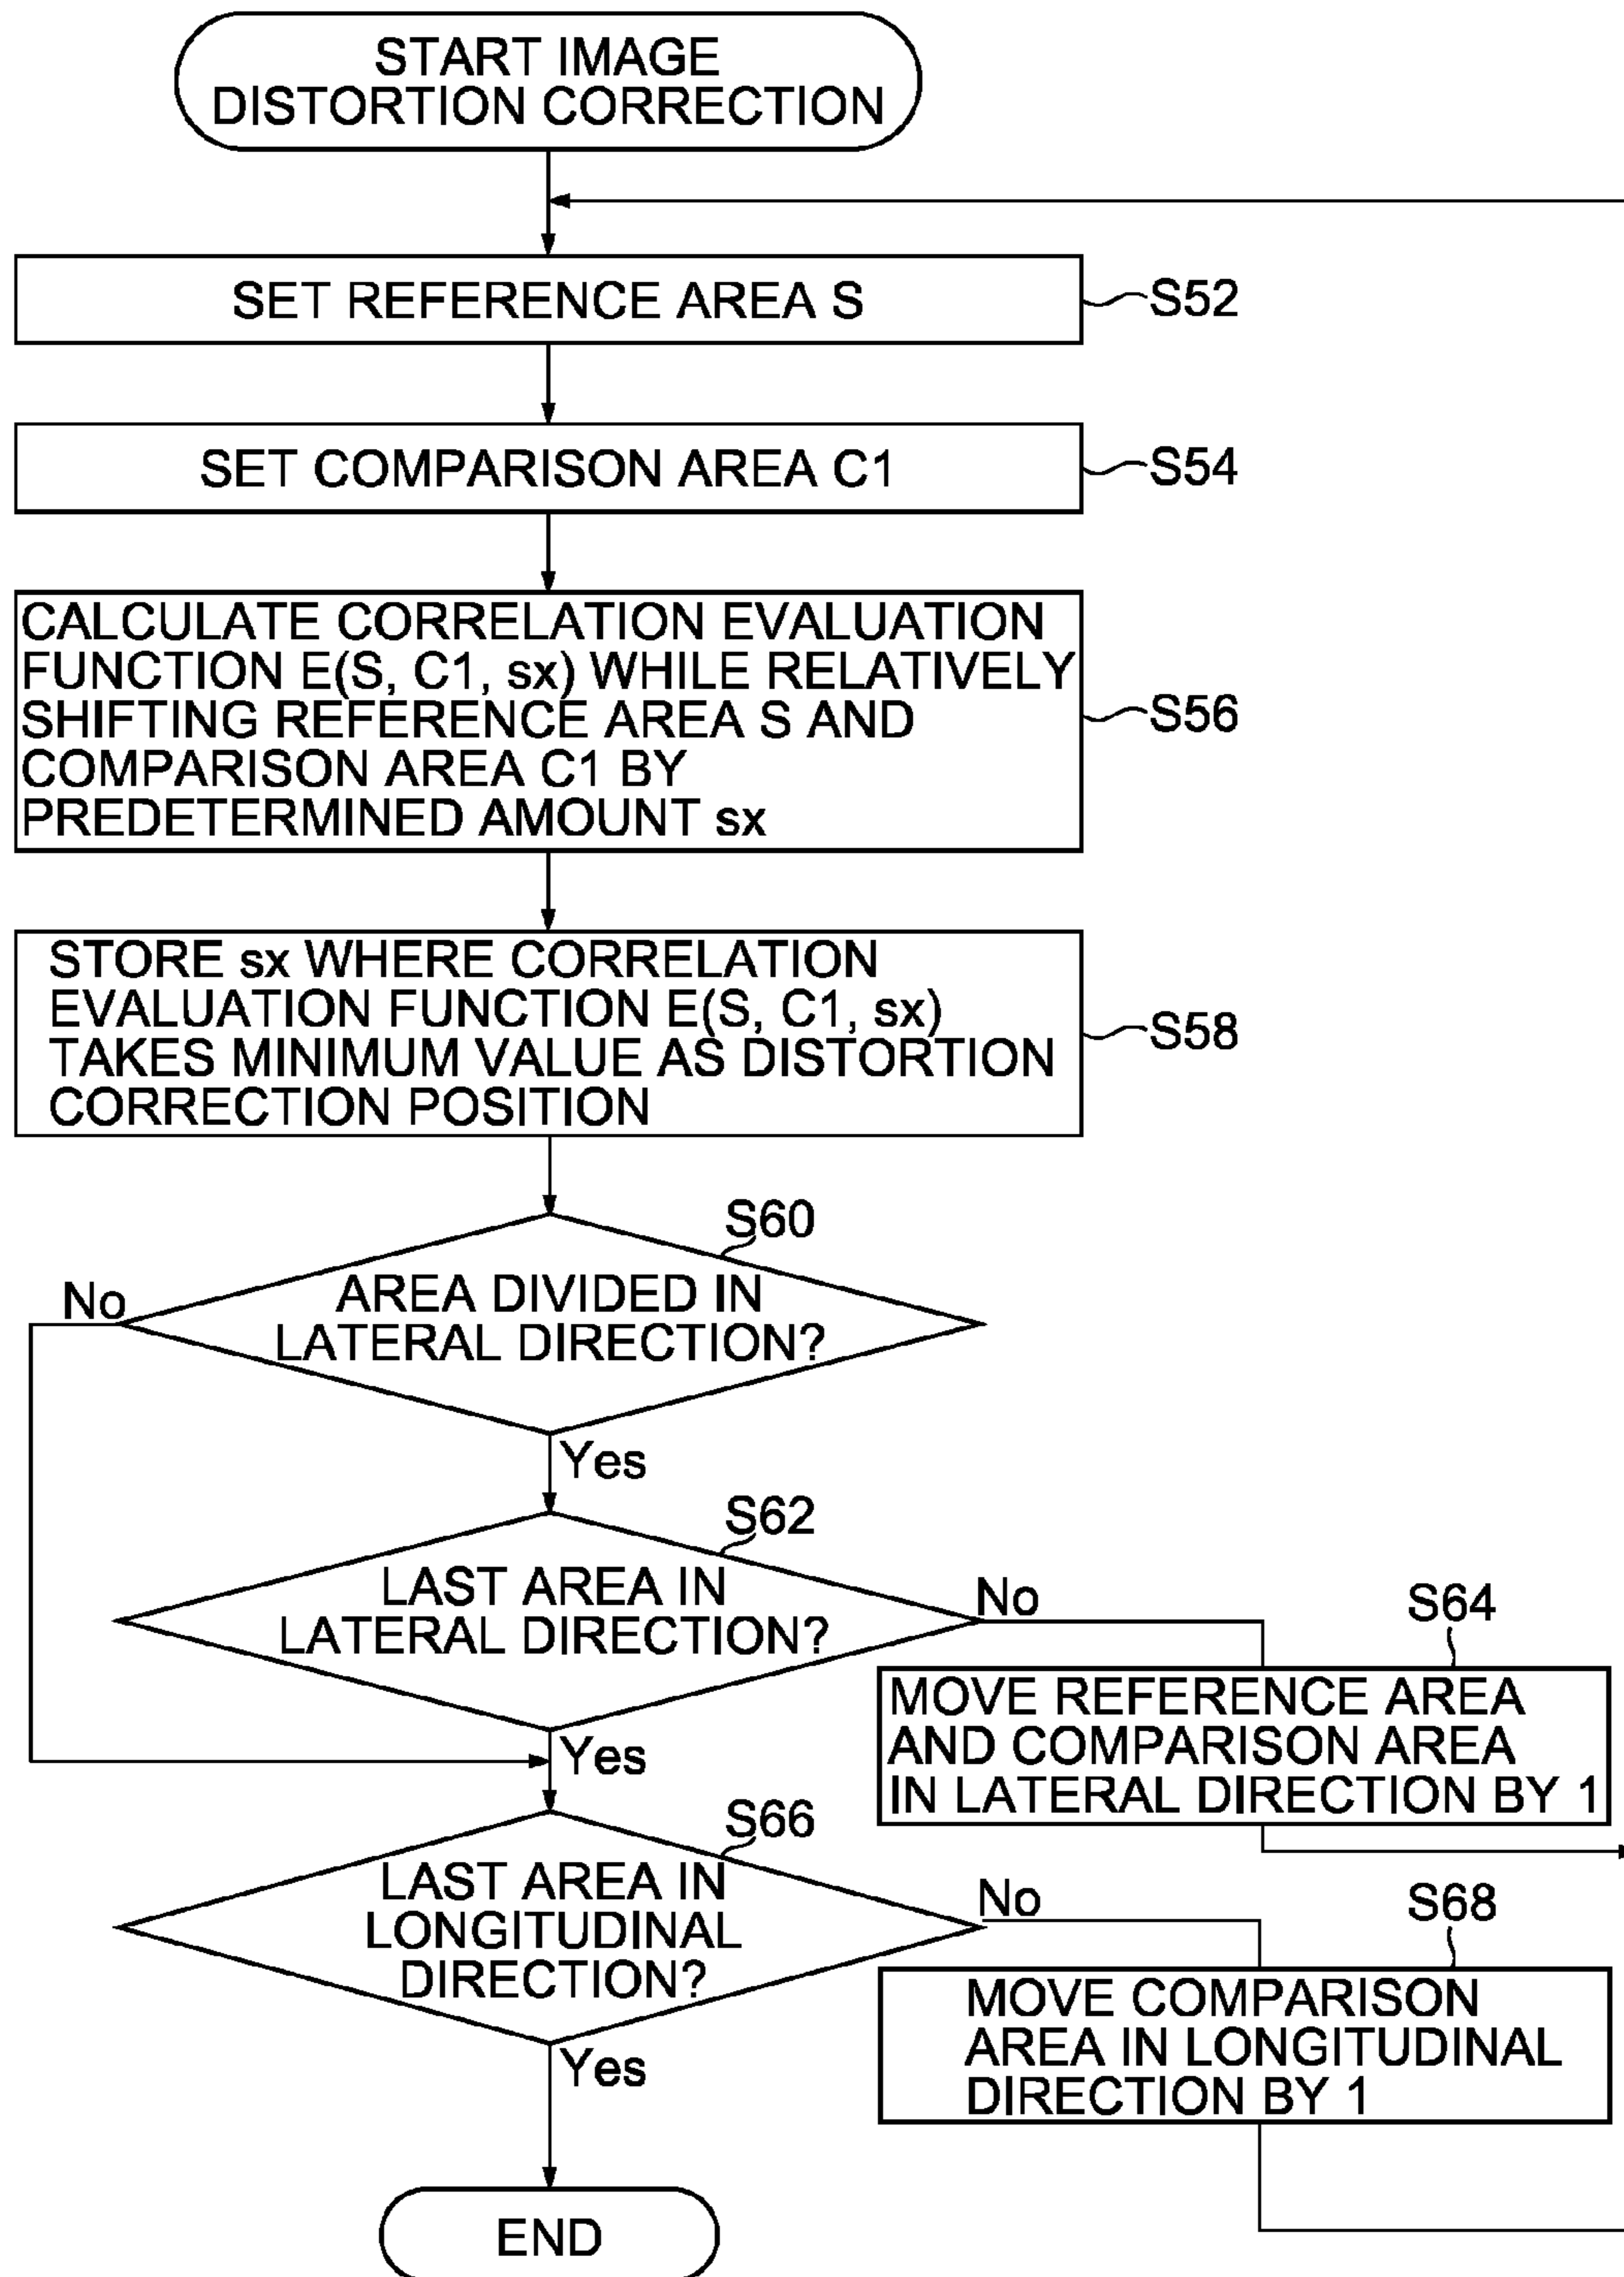 START IMAGE
DISTORTION CORRECTION
SET REFERENCE AREA S
S52
SET COMPARISON AREA C1
S54
CALCULATE CORRELATION EVALUATION
FUNCTION E(S, C1, sx) WHILE RELATIVELY
SHIFTING REFERENCE AREA S AND
COMPARISON AREA C1 BY
PREDETERMINED AMOUNT sx
S56
STORE sx WHERE CORRELATION
EVALUATION FUNCTION E(S, C1, sx)
TAKES MINIMUM VALUE AS DISTORTION
CORRECTION POSITION
S58
S60
AREA DIVIDED IN
LATERAL DIRECTION?
No
Yes
S62
LAST AREA IN
LATERAL DIRECTION?
No
S64
MOVE REFERENCE AREA
AND COMPARISON AREA
IN LATERAL DIRECTION BY 1
Yes
S66
LAST AREA IN
LONGITUDINAL
DIRECTION?
No
S68
MOVE COMPARISON
AREA IN LONGITUDINAL
DIRECTION BY 1
Yes
END